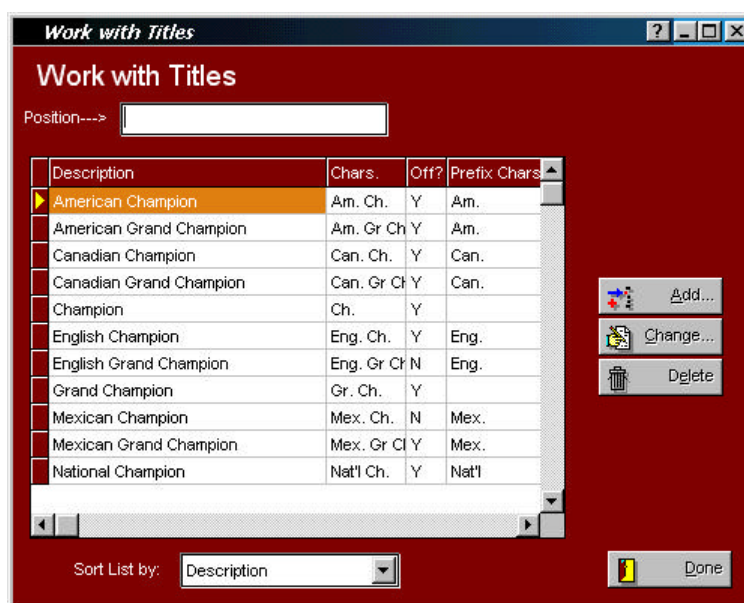 Work with Titles
Work with Titles
Position--->
Description Chars. Off? Prefix Chars
American Champion Am. Ch. Y Am.
American Grand Champion Am. Gr Ch Y Am.
Canadian Champion Can. Ch. Y Can.
Canadian Grand Champion Can. Gr Ch Y Can.
Champion Ch. Y
English Champion Eng. Ch. Y Eng.
English Grand Champion Eng. Gr Ch N Eng.
Grand Champion Gr. Ch. Y
Mexican Champion Mex. Ch. N Mex.
Mexican Grand Champion Mex. Gr Cl Y Mex.
National Champion Nat'l Ch. Y Nat'l
Add...
Change...
Delete
Sort List by: Description
Done